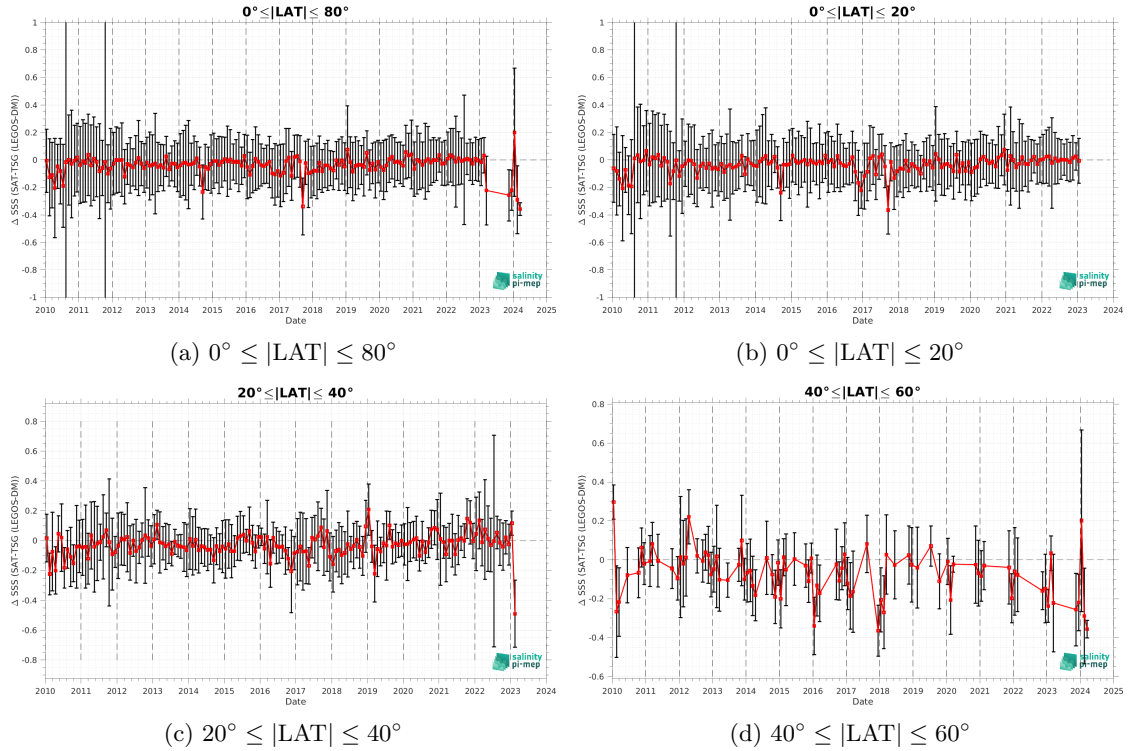 0°≤|LAT|≤ 80°
Δ SSS (SAT-TSG (LEGOS-DM))
1
0.8
0.6
0.4
0.2
0
-0.2
-0.4
-0.6
-0.8
-1
2010 2011 2012 2013 2014 2015 2016 2017 2018 2019 2020 2021 2022 2023 2024 2025
Date
salinity
pi-mep
(a) 0° ≤ |LAT| ≤ 80°
0°≤|LAT|≤ 20°
Δ SSS (SAT-TSG (LEGOS-DM))
1
0.8
0.6
0.4
0.2
0
-0.2
-0.4
-0.6
-0.8
-1
2010 2011 2012 2013 2014 2015 2016 2017 2018 2019 2020 2021 2022 2023 2024
Date
salinity
pi-mep
(b) 0° ≤ |LAT| ≤ 20°
20°≤|LAT|≤ 40°
Δ SSS (SAT-TSG (LEGOS-DM))
0.8
0.6
0.4
0.2
0
-0.2
-0.4
-0.6
-0.8
2010 2011 2012 2013 2014 2015 2016 2017 2018 2019 2020 2021 2022 2023 2024
Date
salinity
pi-mep
(c) 20° ≤ |LAT| ≤ 40°
40°≤|LAT|≤ 60°
Δ SSS (SAT-TSG (LEGOS-DM))
0.8
0.6
0.4
0.2
0
-0.2
-0.4
-0.6
2010 2011 2012 2013 2014 2015 2016 2017 2018 2019 2020 2021 2022 2023 2024 2025
Date
salinity
pi-mep
(d) 40° ≤ |LAT| ≤ 60°